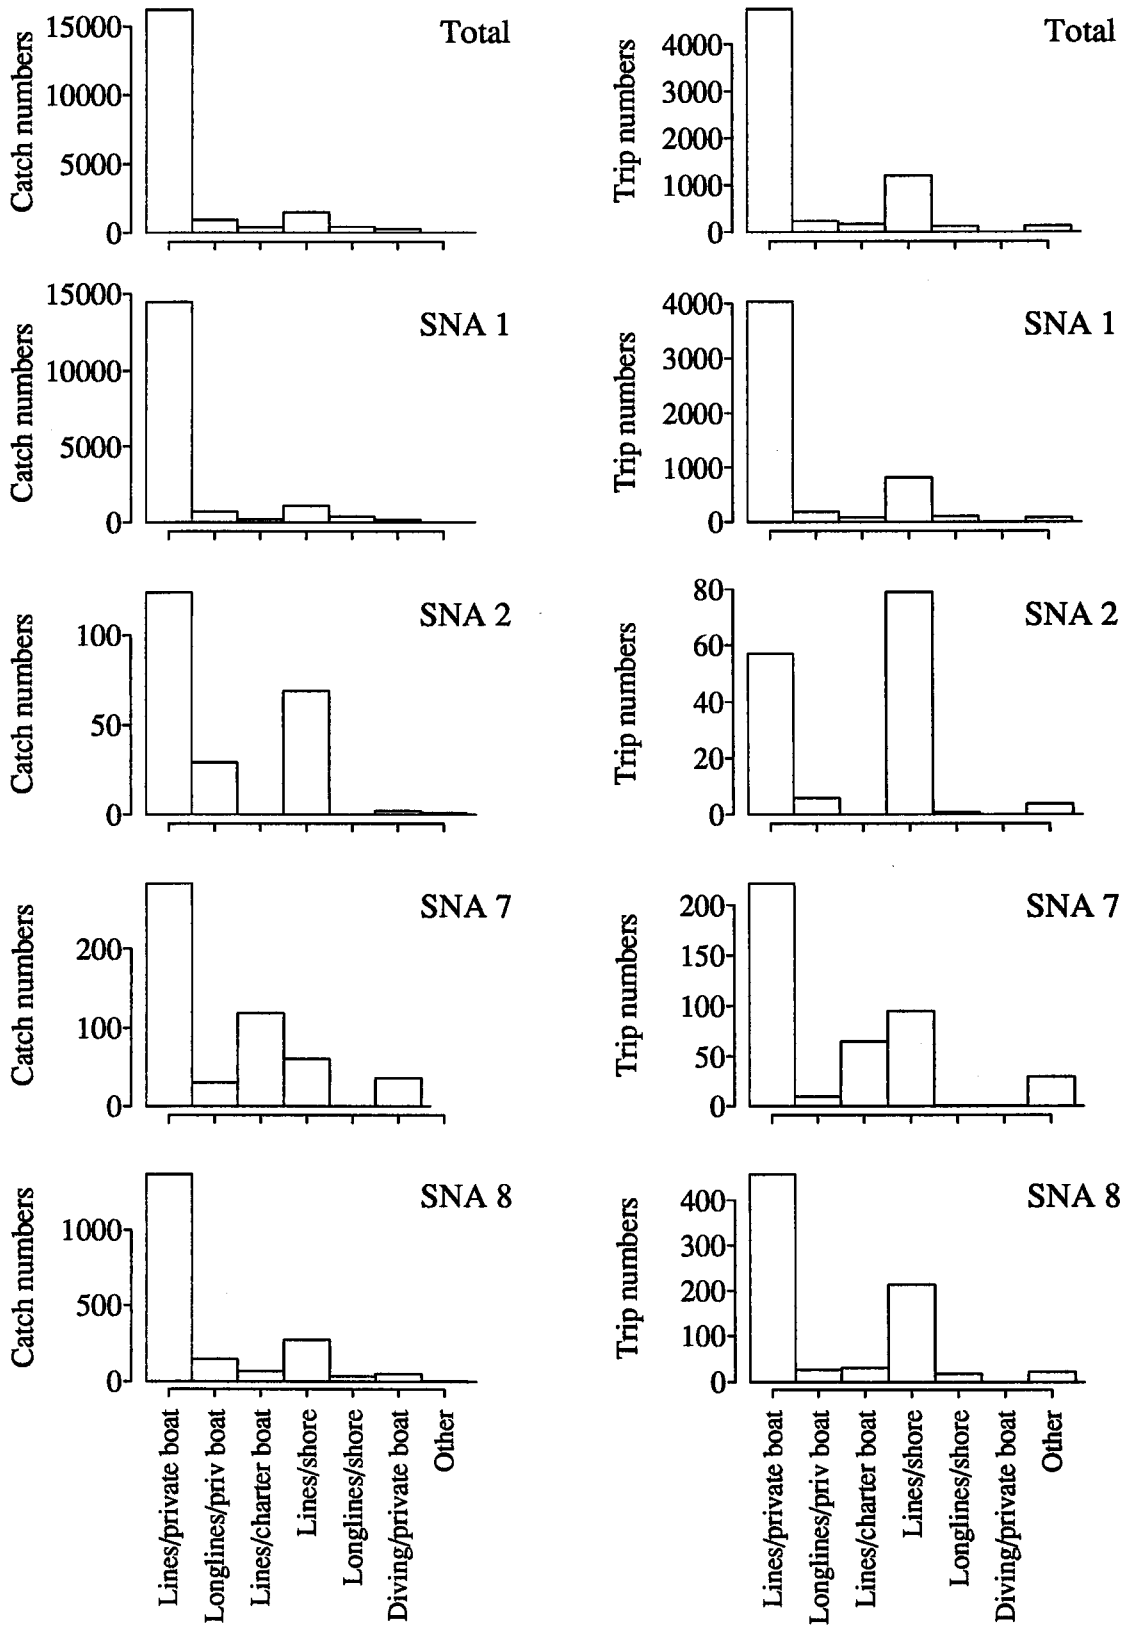 Total
Catch numbers
15000
10000
5000
0
Total
Trip numbers
4000
3000
2000
1000
0
SNA 1
Catch numbers
15000
10000
5000
0
SNA 1
Trip numbers
4000
3000
2000
1000
0
SNA 2
Catch numbers
100
50
0
SNA 2
Trip numbers
80
60
40
20
0
SNA 7
Catch numbers
200
100
0
SNA 7
Trip numbers
200
150
100
50
0
SNA 8
Catch numbers
1000
500
0
SNA 8
Trip numbers
400
300
200
100
0
Lines/private boat
Longlines/priv boat
Lines/charter boat
Lines/shore
Longlines/shore
Diving/private boat
Other
Lines/private boat
Longlines/priv boat
Lines/charter boat
Lines/shore
Longlines/shore
Diving/private boat
Other